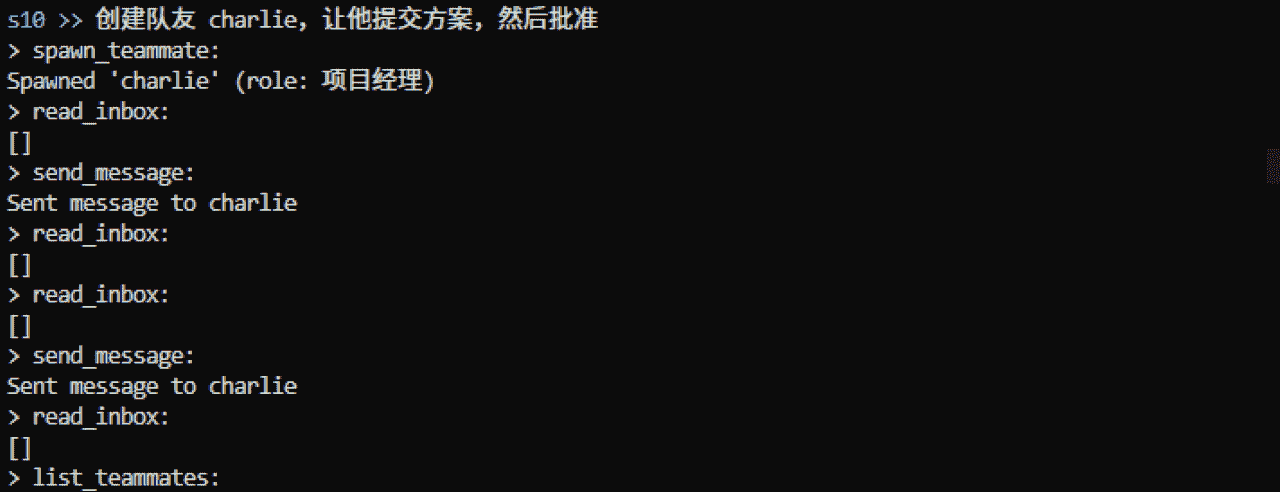 s10 >> 创建队友 charlie，让他提交方案，然后批准
> spawn_teammate:
Spawned 'charlie' (role: 项目经理)
> read_inbox:
[]
> send_message:
Sent message to charlie
> read_inbox:
[]
> read_inbox:
[]
> send_message:
Sent message to charlie
> read_inbox:
[]
> list_teammates: